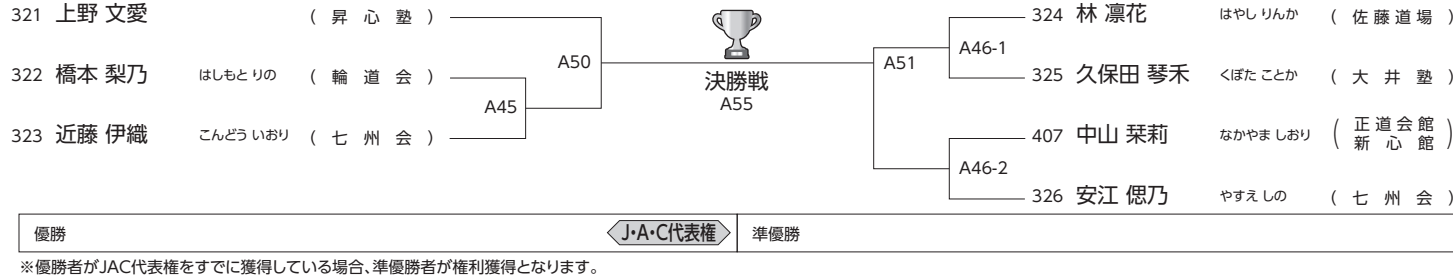 321 上野 文愛 (昇心塾)
322 橋本 梨乃 はしもと りの (輪道会)
323 近藤 伊織 こんどう いおり (七州会)
A45
A50
決勝戦
A55
A51
A46-1
A46-2
324 林 凛花 はやし りんか (佐藤道場)
325 久保田 琴禾 くぼた ことか (大井塾)
407 中山 栞莉 なかやま しおり (正道会館 新心館)
326 安江 偲乃 やすえ しの (七州会)
優勝 J・A・C代表権 準優勝
※優勝者がJAC代表権をすでに獲得している場合、準優勝者が権利獲得となります。